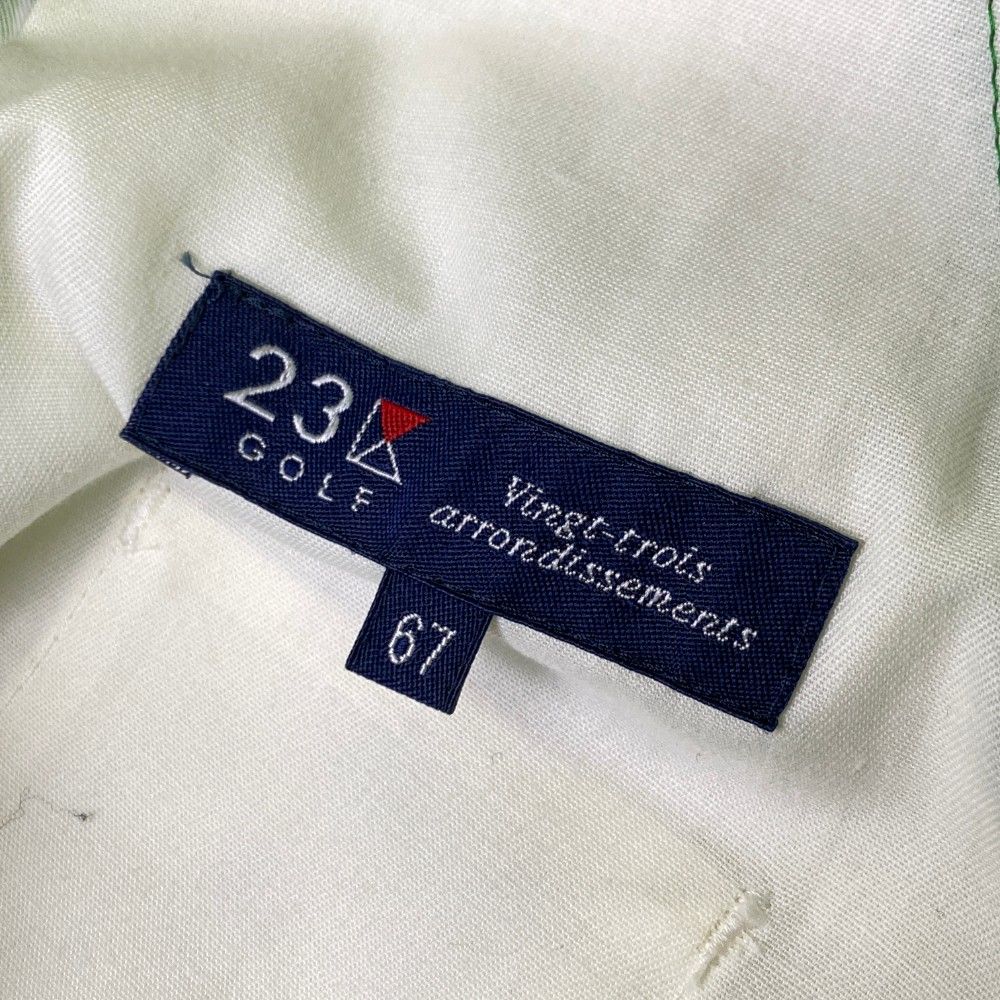 23
GOLF
Vingt-trois
arrondissements
67